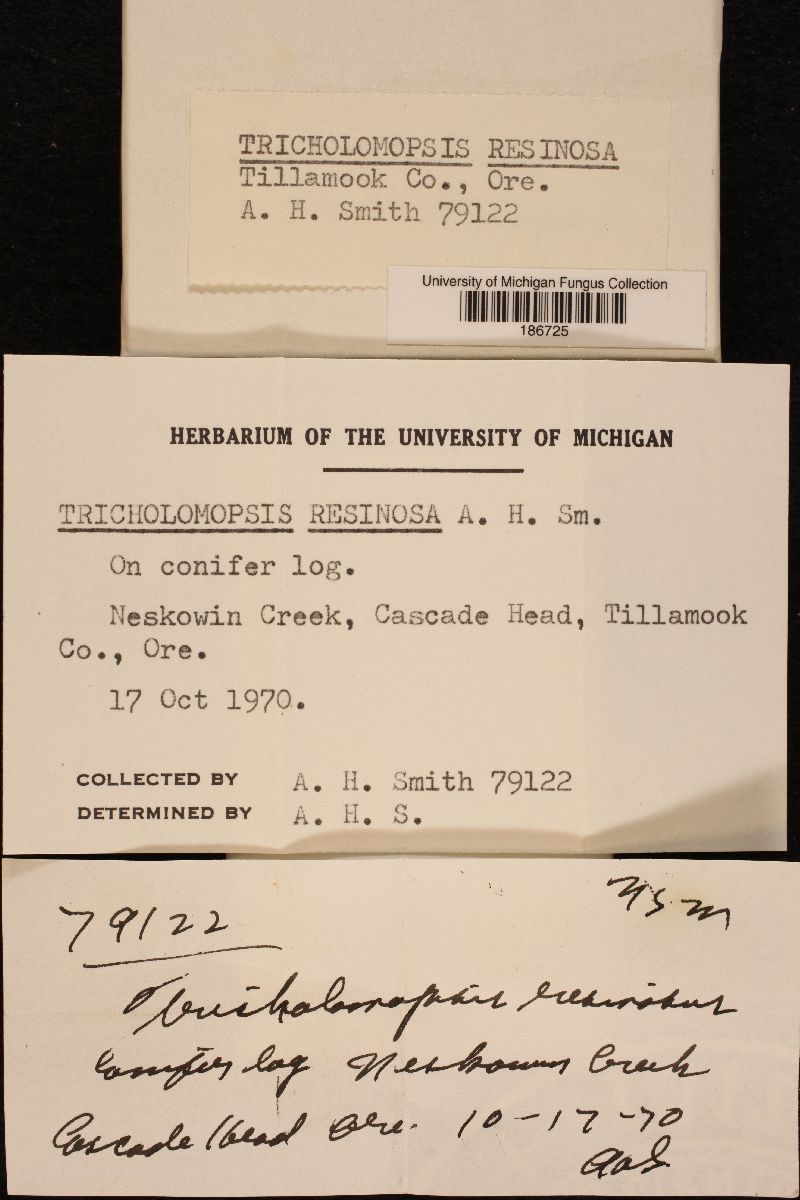 TRICHOLOMOPSIS RESINOSA
Tillamook Co., Ore.
A. H. Smith 79122
University of Michigan Fungus Collection
186725
HERBARIUM OF THE UNIVERSITY OF MICHIGAN
TRICHOLOMOPSIS RESINOSA A. H. Sm.
On conifer log.
Neskowin Creek, Cascade Head, Tillamook
Co., Ore.
17 Oct 1970.
COLLECTED BY A. H. Smith 79122
DETERMINED BY A. H. S.
79122
Tricholomopsis
Conifer log Neskowin Creek
Cascade Head Ore. 10-17-70